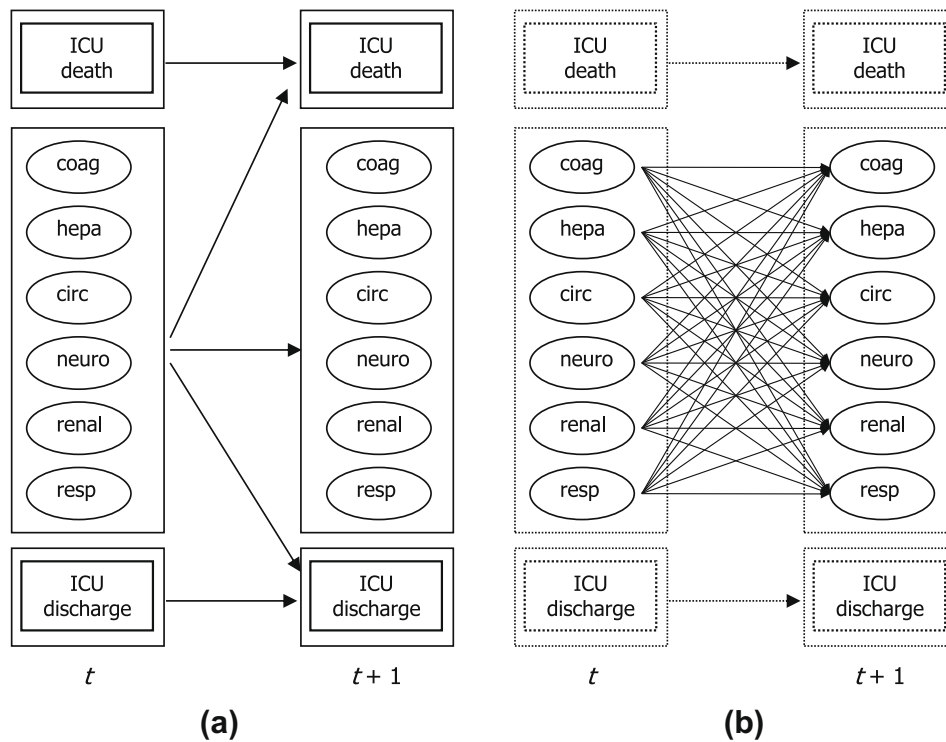 ICU
death
ICU
death
coag
hepa
circ
neuro
renal
resp
coag
hepa
circ
neuro
renal
resp
ICU
discharge
ICU
discharge
t
t + 1
(a)
ICU
death
ICU
death
coag
hepa
circ
neuro
renal
resp
coag
hepa
circ
neuro
renal
resp
ICU
discharge
ICU
discharge
t
t + 1
(b)